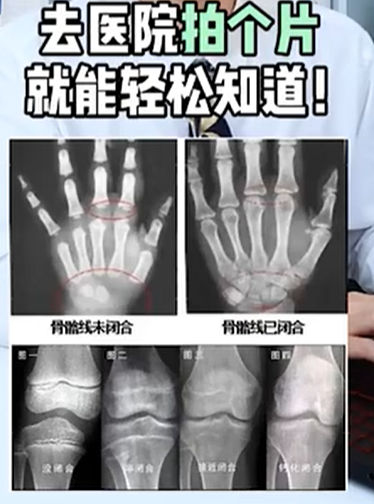 去医院拍个片
就能轻松知道！
骨骺线未闭合
骨骺线已闭合
图一
图二
图三
图四
没闭合
半闭合
接近闭合
钙化闭合